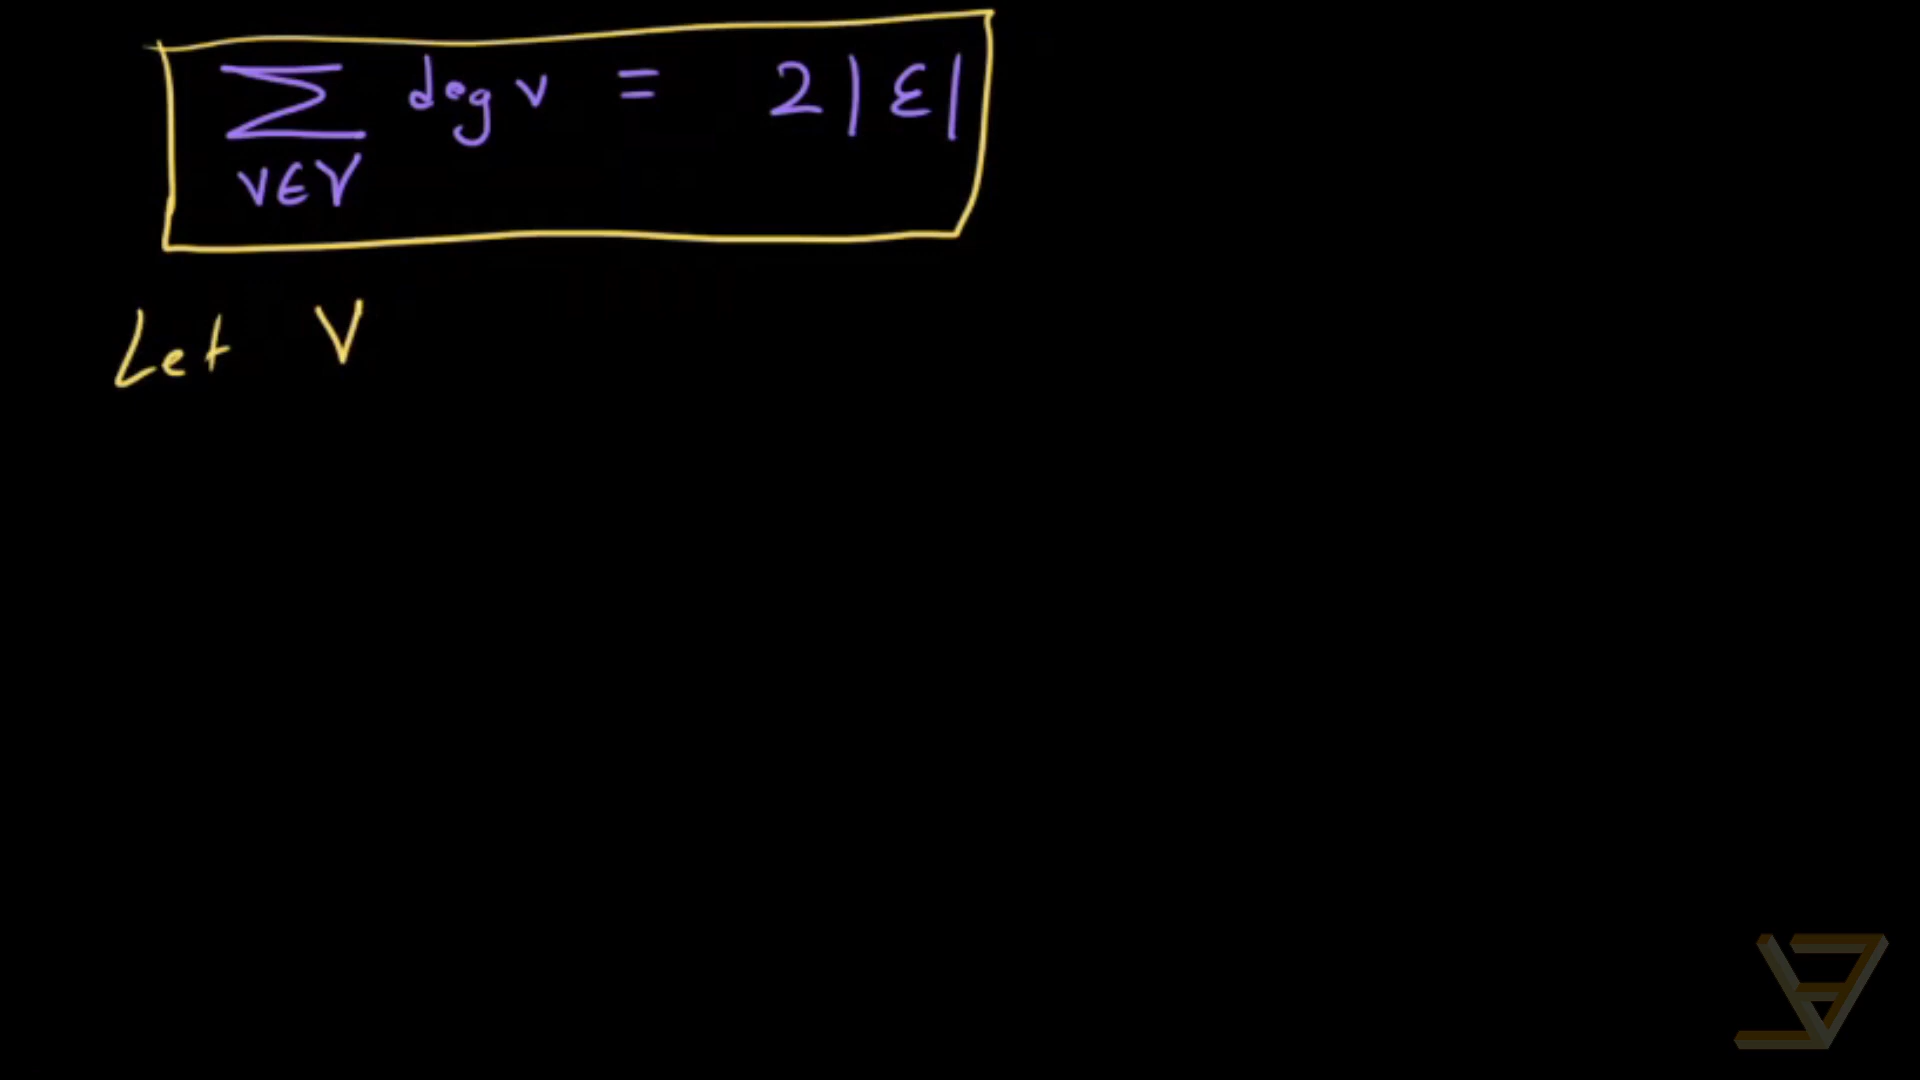 ∑ deg v = 2|ℰ|
v∈V
Let V